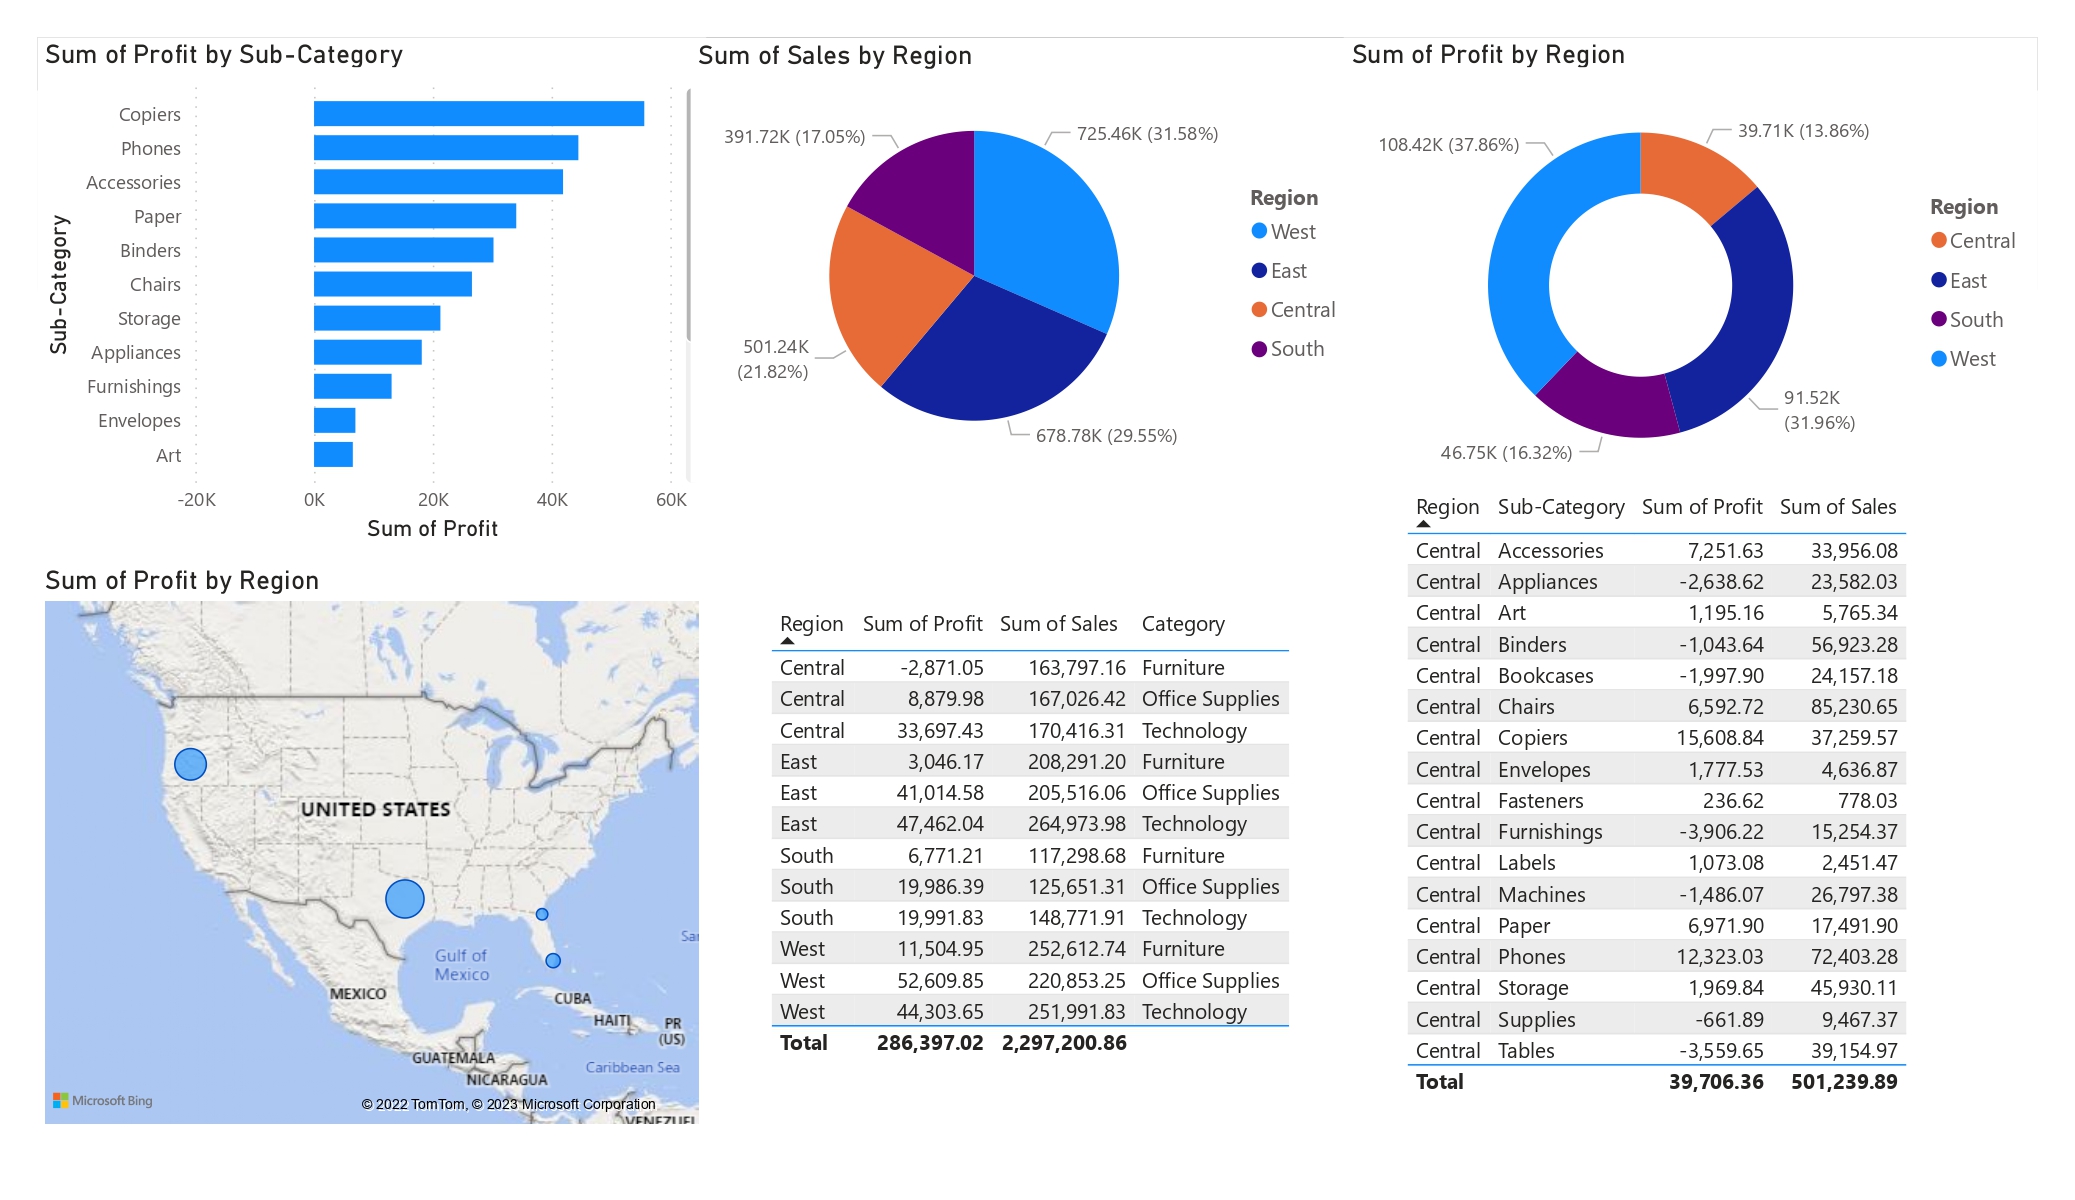 Sum of Profit by Sub-Category
Sub-Category
Copiers
Phones
Accessories
Paper
Binders
Chairs
Storage
Appliances
Furnishings
Envelopes
Art
-20K 0K 20K 40K 60K
Sum of Profit
Sum of Sales by Region
391.72K (17.05%)
725.46K (31.58%)
501.24K
(21.82%)
678.78K (29.55%)
Region
West
East
Central
South
Sum of Profit by Region
108.42K (37.86%)
39.71K (13.86%)
91.52K
(31.96%)
46.75K (16.32%)
Region
Central
East
South
West
Sum of Profit by Region
UNITED STATES
Gulf of
Mexico
MEXICO
CUBA
HAITI
PR
(US)
GUATEMALA
Caribbean Sea
NICARAGUA
Microsoft Bing
© 2022 TomTom, © 2023 Microsoft Corporation
Region Sum of Profit Sum of Sales Category
Central -2,871.05 163,797.16 Furniture
Central 8,879.98 167,026.42 Office Supplies
Central 33,697.43 170,416.31 Technology
East 3,046.17 208,291.20 Furniture
East 41,014.58 205,516.06 Office Supplies
East 47,462.04 264,973.98 Technology
South 6,771.21 117,298.68 Furniture
South 19,986.39 125,651.31 Office Supplies
South 19,991.83 148,771.91 Technology
West 11,504.95 252,612.74 Furniture
West 52,609.85 220,853.25 Office Supplies
West 44,303.65 251,991.83 Technology
Total 286,397.02 2,297,200.86
Region Sub-Category Sum of Profit Sum of Sales
Central Accessories 7,251.63 33,956.08
Central Appliances -2,638.62 23,582.03
Central Art 1,195.16 5,765.34
Central Binders -1,043.64 56,923.28
Central Bookcases -1,997.90 24,157.18
Central Chairs 6,592.72 85,230.65
Central Copiers 15,608.84 37,259.57
Central Envelopes 1,777.53 4,636.87
Central Fasteners 236.62 778.03
Central Furnishings -3,906.22 15,254.37
Central Labels 1,073.08 2,451.47
Central Machines -1,486.07 26,797.38
Central Paper 6,971.90 17,491.90
Central Phones 12,323.03 72,403.28
Central Storage 1,969.84 45,930.11
Central Supplies -661.89 9,467.37
Central Tables -3,559.65 39,154.97
Total 39,706.36 501,239.89